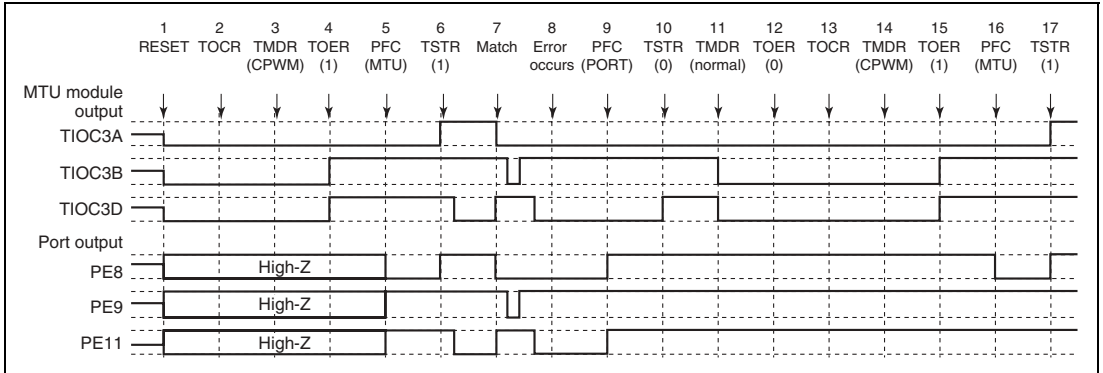 1 2 3 4 5 6 7 8 9 10 11 12 13 14 15 16 17
RESET TOCR TMDR TOER PFC TSTR Match Error PFC TSTR TMDR TOER TOCR TMDR TOER PFC TSTR
(CPWM) (1) (MTU) (1) occurs (PORT) (0) (normal) (0) (CPWM) (1) (MTU) (1)
MTU module
output
TIOC3A
TIOC3B
TIOC3D
Port output
PE8 High-Z
PE9 High-Z
PE11 High-Z